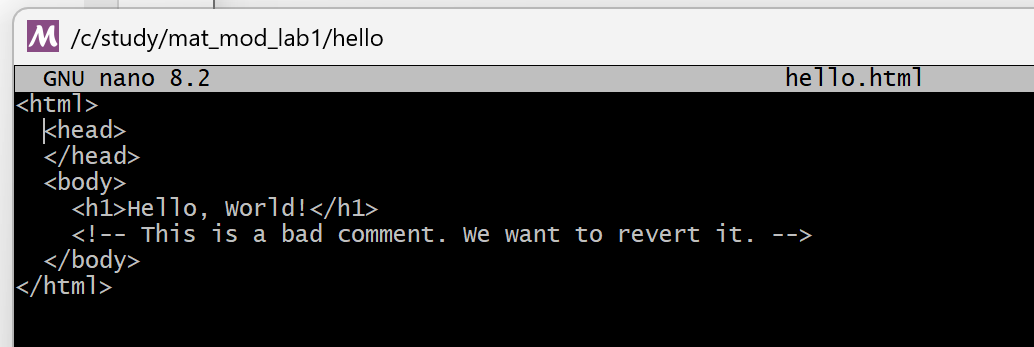 /c/study/mat_mod_lab1/hello
GNU nano 8.2 hello.html
<html>
  <head>
  </head>
  <body>
    <h1>Hello, World!</h1>
    <!-- This is a bad comment. We want to revert it. -->
  </body>
</html>